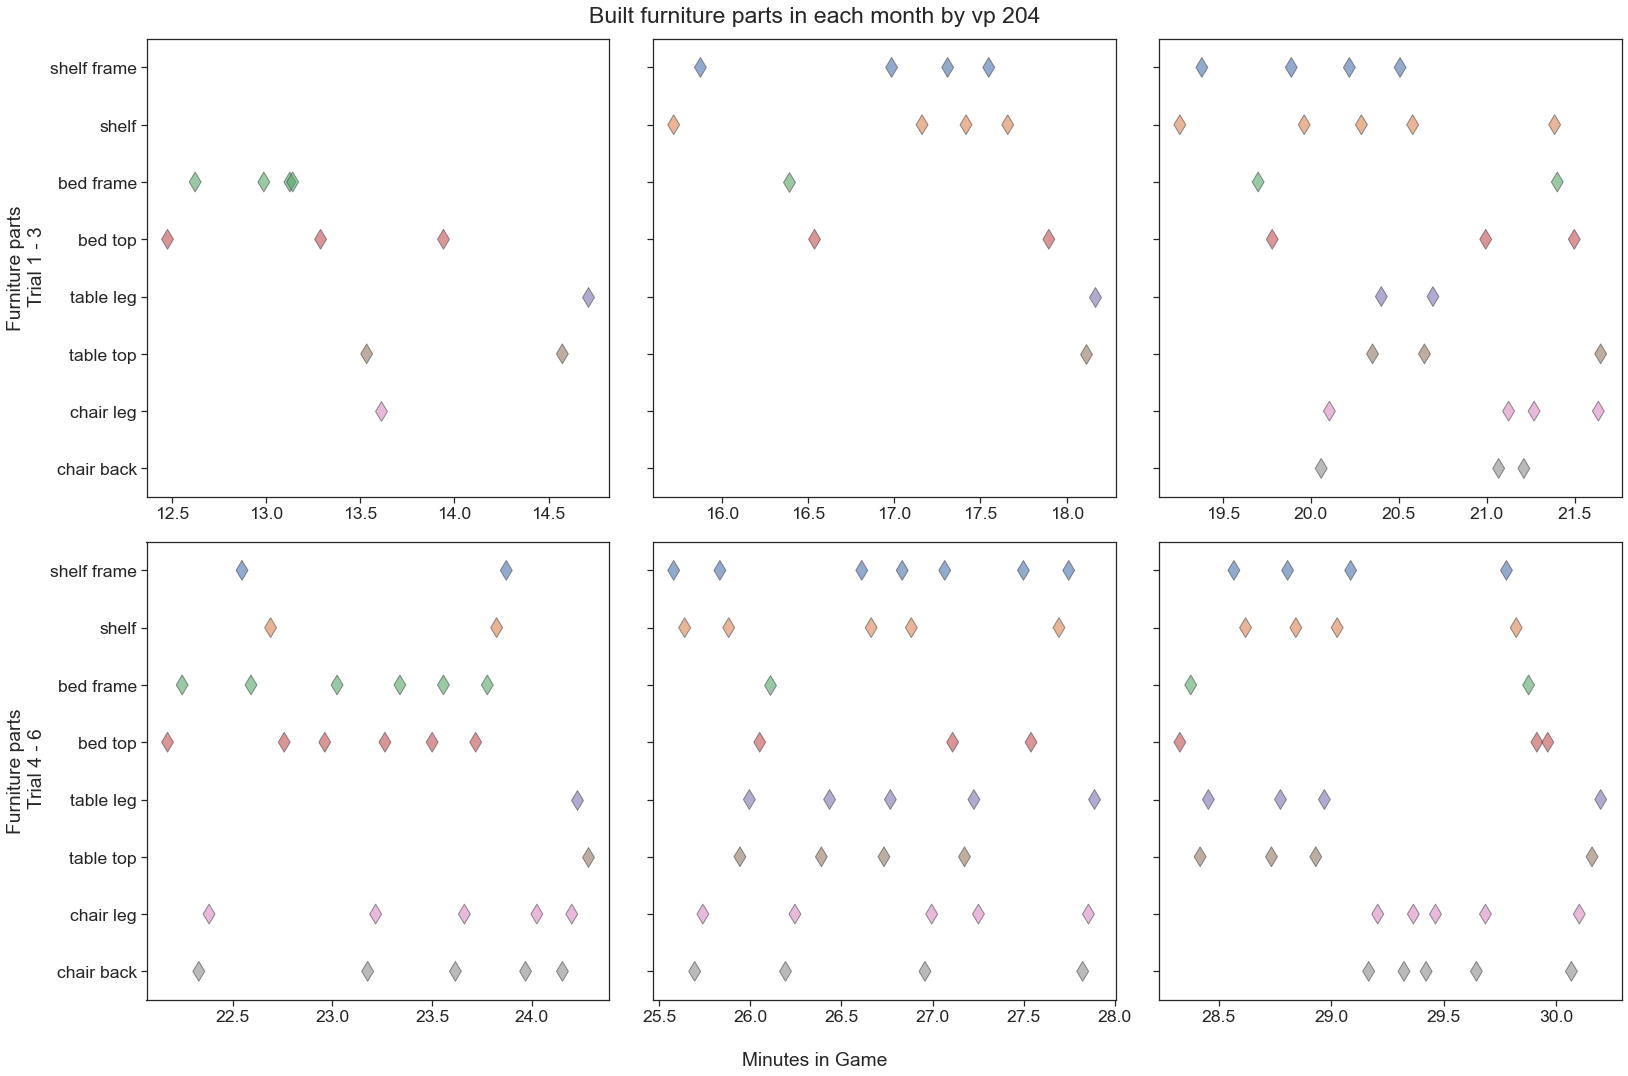 Built furniture parts in each month by vp 204
Furniture parts
Trial 1 - 3
shelf frame
shelf
bed frame
bed top
table leg
table top
chair leg
chair back
12.5 13.0 13.5 14.0 14.5
16.0 16.5 17.0 17.5 18.0
19.5 20.0 20.5 21.0 21.5
Furniture parts
Trial 4 - 6
shelf frame
shelf
bed frame
bed top
table leg
table top
chair leg
chair back
22.5 23.0 23.5 24.0
25.5 26.0 26.5 27.0 27.5 28.0
28.5 29.0 29.5 30.0
Minutes in Game